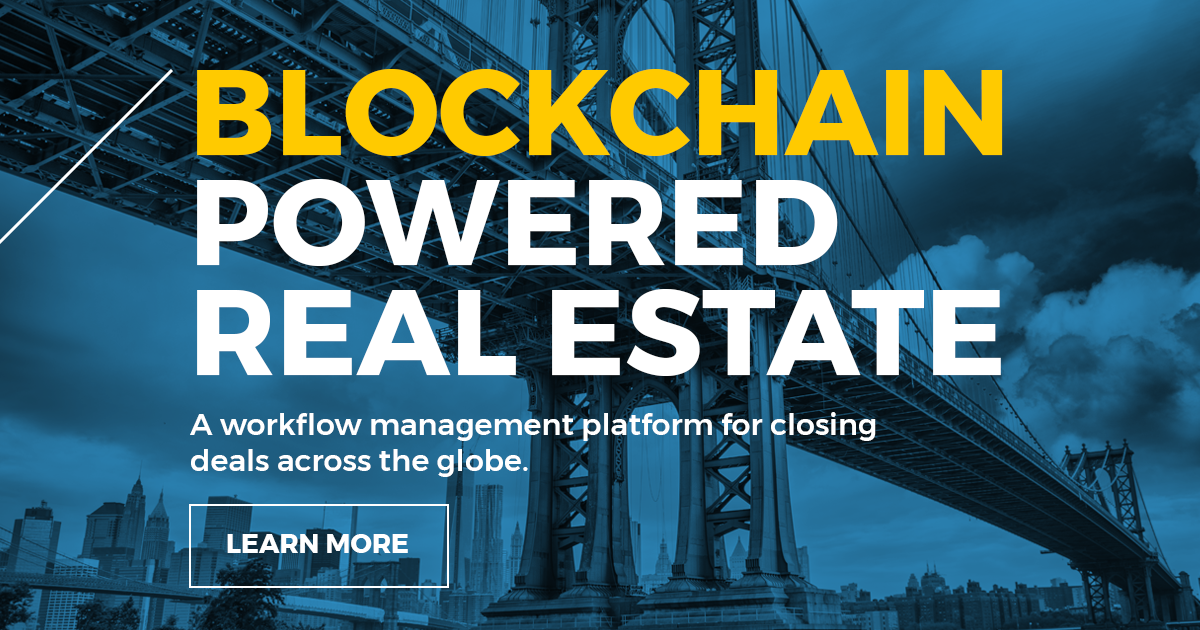 BLOCKCHAIN
POWERED
REAL ESTATE
A workflow management platform for closing
deals across the globe.
LEARN MORE